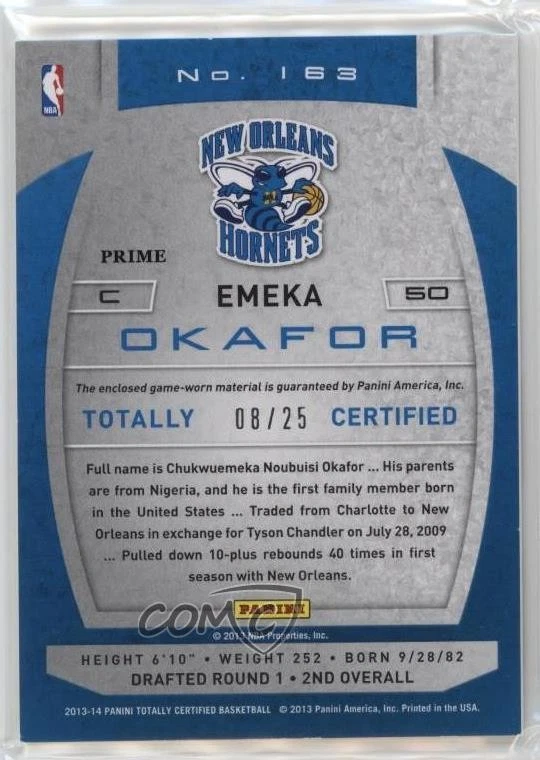 No. 163
NBA
NEW ORLEANS
HORNETS
PRIME
C
EMEKA
50
OKAFOR
The enclosed game-worn material is guaranteed by Panini America, Inc.
TOTALLY 08/25 CERTIFIED
Full name is Chukwuemeka Noubuisi Okafor ... His parents
are from Nigeria, and he is the first family member born
in the United States ... Traded from Charlotte to New
Orleans in exchange for Tyson Chandler on July 28, 2009
... Pulled down 10-plus rebounds 40 times in first
season with New Orleans.
PANINI
COMC
© 2013 NBA Properties, Inc.
HEIGHT 6'10" • WEIGHT 252 • BORN 9/28/82
DRAFTED ROUND 1 • 2ND OVERALL
2013-14 PANINI TOTALLY CERTIFIED BASKETBALL © 2013 Panini America, Inc. Printed in the USA.